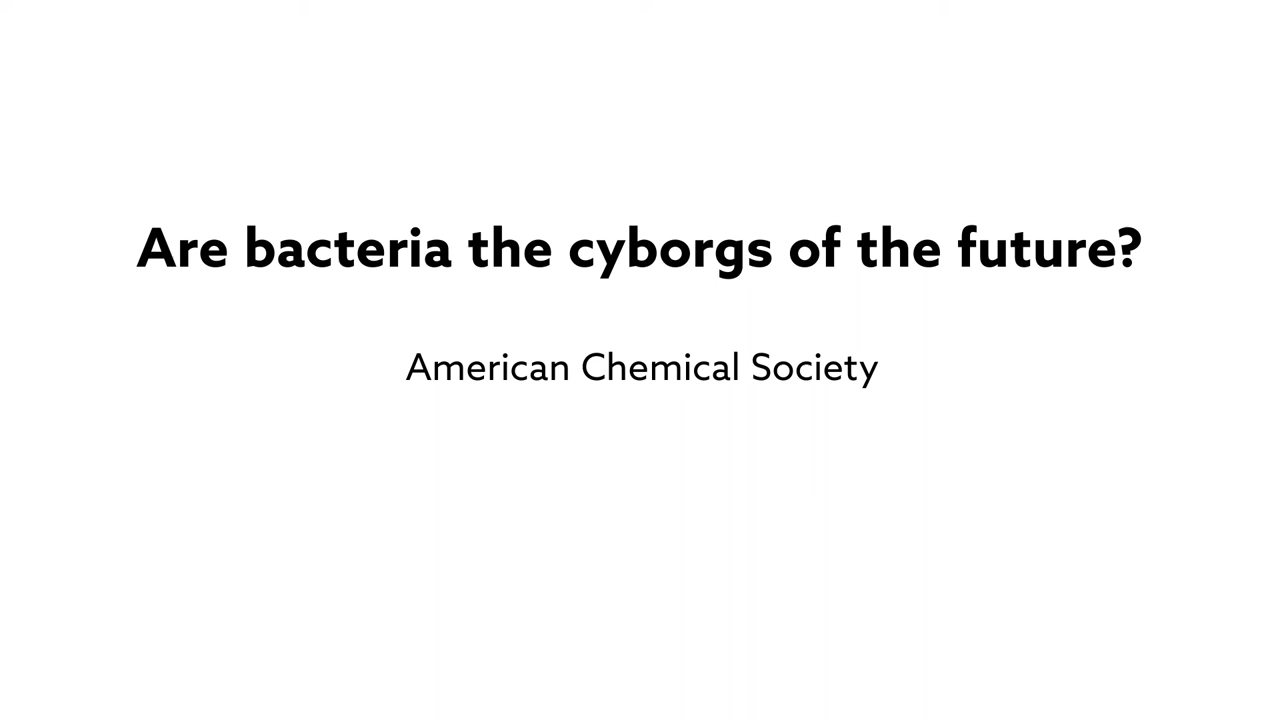 Are bacteria the cyborgs of the future?
American Chemical Society